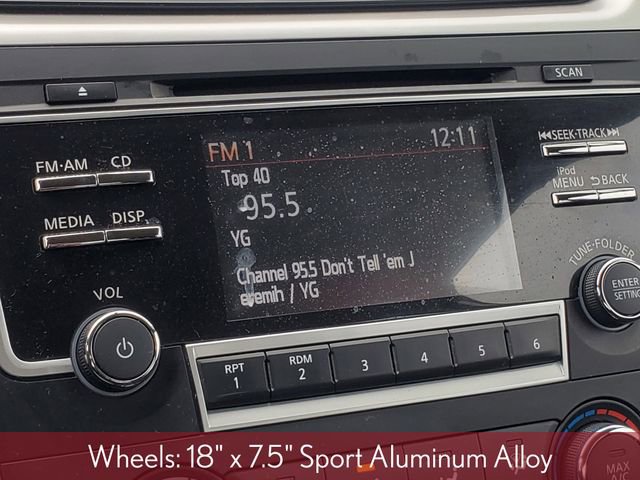 SCAN
FM·AM CD
MEDIA DISP
VOL
FM 1 12:11
Top 40
95.5
YG
Channel 95.5 Don't Tell 'em J
eremih / YG
SEEK·TRACK
iPod
MENU BACK
TUNE·FOLDER
ENTER
SETTING
RPT
1
RDM
2
3
4
5
6
MAX
A/C
Wheels: 18" x 7.5" Sport Aluminum Alloy